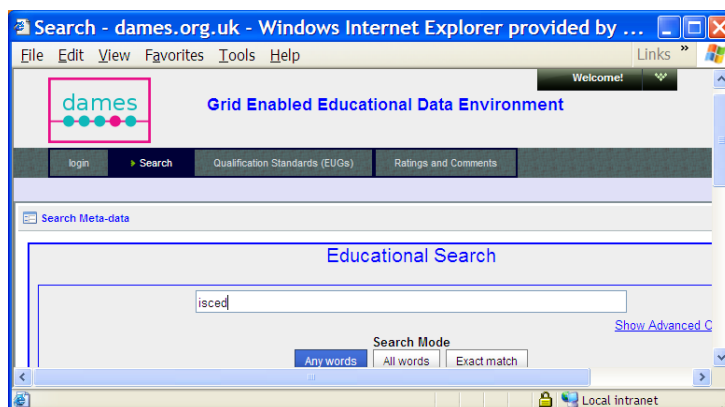 Search - dames.org.uk - Windows Internet Explorer provided by ...
File Edit View Favorites Tools Help Links »
Welcome!
dames Grid Enabled Educational Data Environment
login Search Qualification Standards (EUGs) Ratings and Comments
Search Meta-data
Educational Search
isced
Show Advanced O
Search Mode
Any words All words Exact match
Local intranet